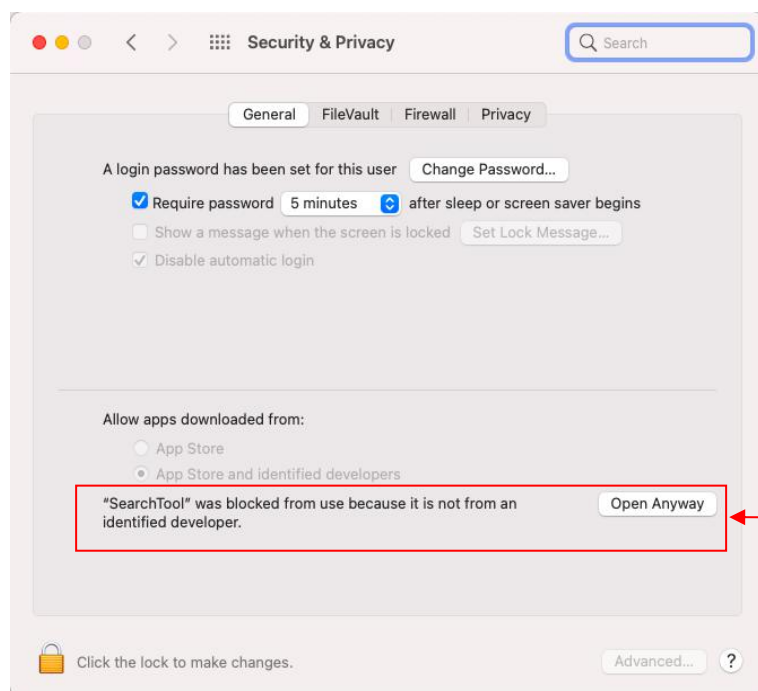 Security & Privacy
Search
General FileVault Firewall Privacy
A login password has been set for this user Change Password...
Require password 5 minutes after sleep or screen saver begins
Show a message when the screen is locked Set Lock Message...
Disable automatic login
Allow apps downloaded from:
App Store
App Store and identified developers
“SearchTool” was blocked from use because it is not from an Open Anyway
identified developer.
Click the lock to make changes. Advanced... ?